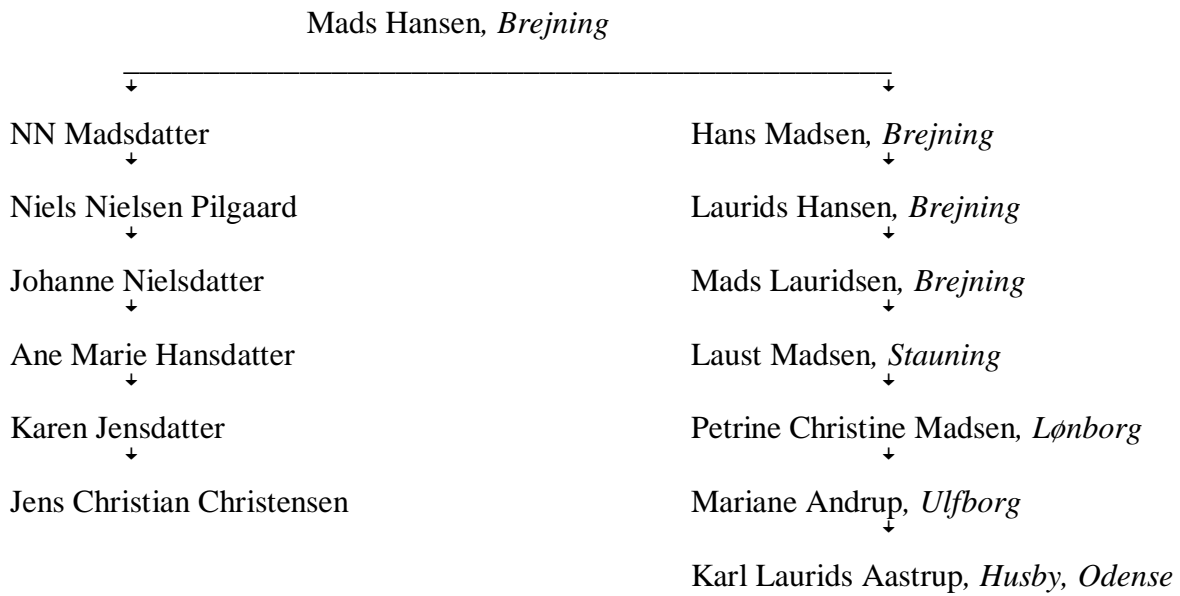 Mads Hansen, Brejning
NN Madsdatter
Hans Madsen, Brejning
Niels Nielsen Pilgaard
Laurids Hansen, Brejning
Johanne Nielsdatter
Mads Lauridsen, Brejning
Ane Marie Hansdatter
Laust Madsen, Stauning
Karen Jensdatter
Petrine Christine Madsen, Lønborg
Jens Christian Christensen
Mariane Andrup, Ulfborg
Karl Laurids Aastrup, Husby, Odense